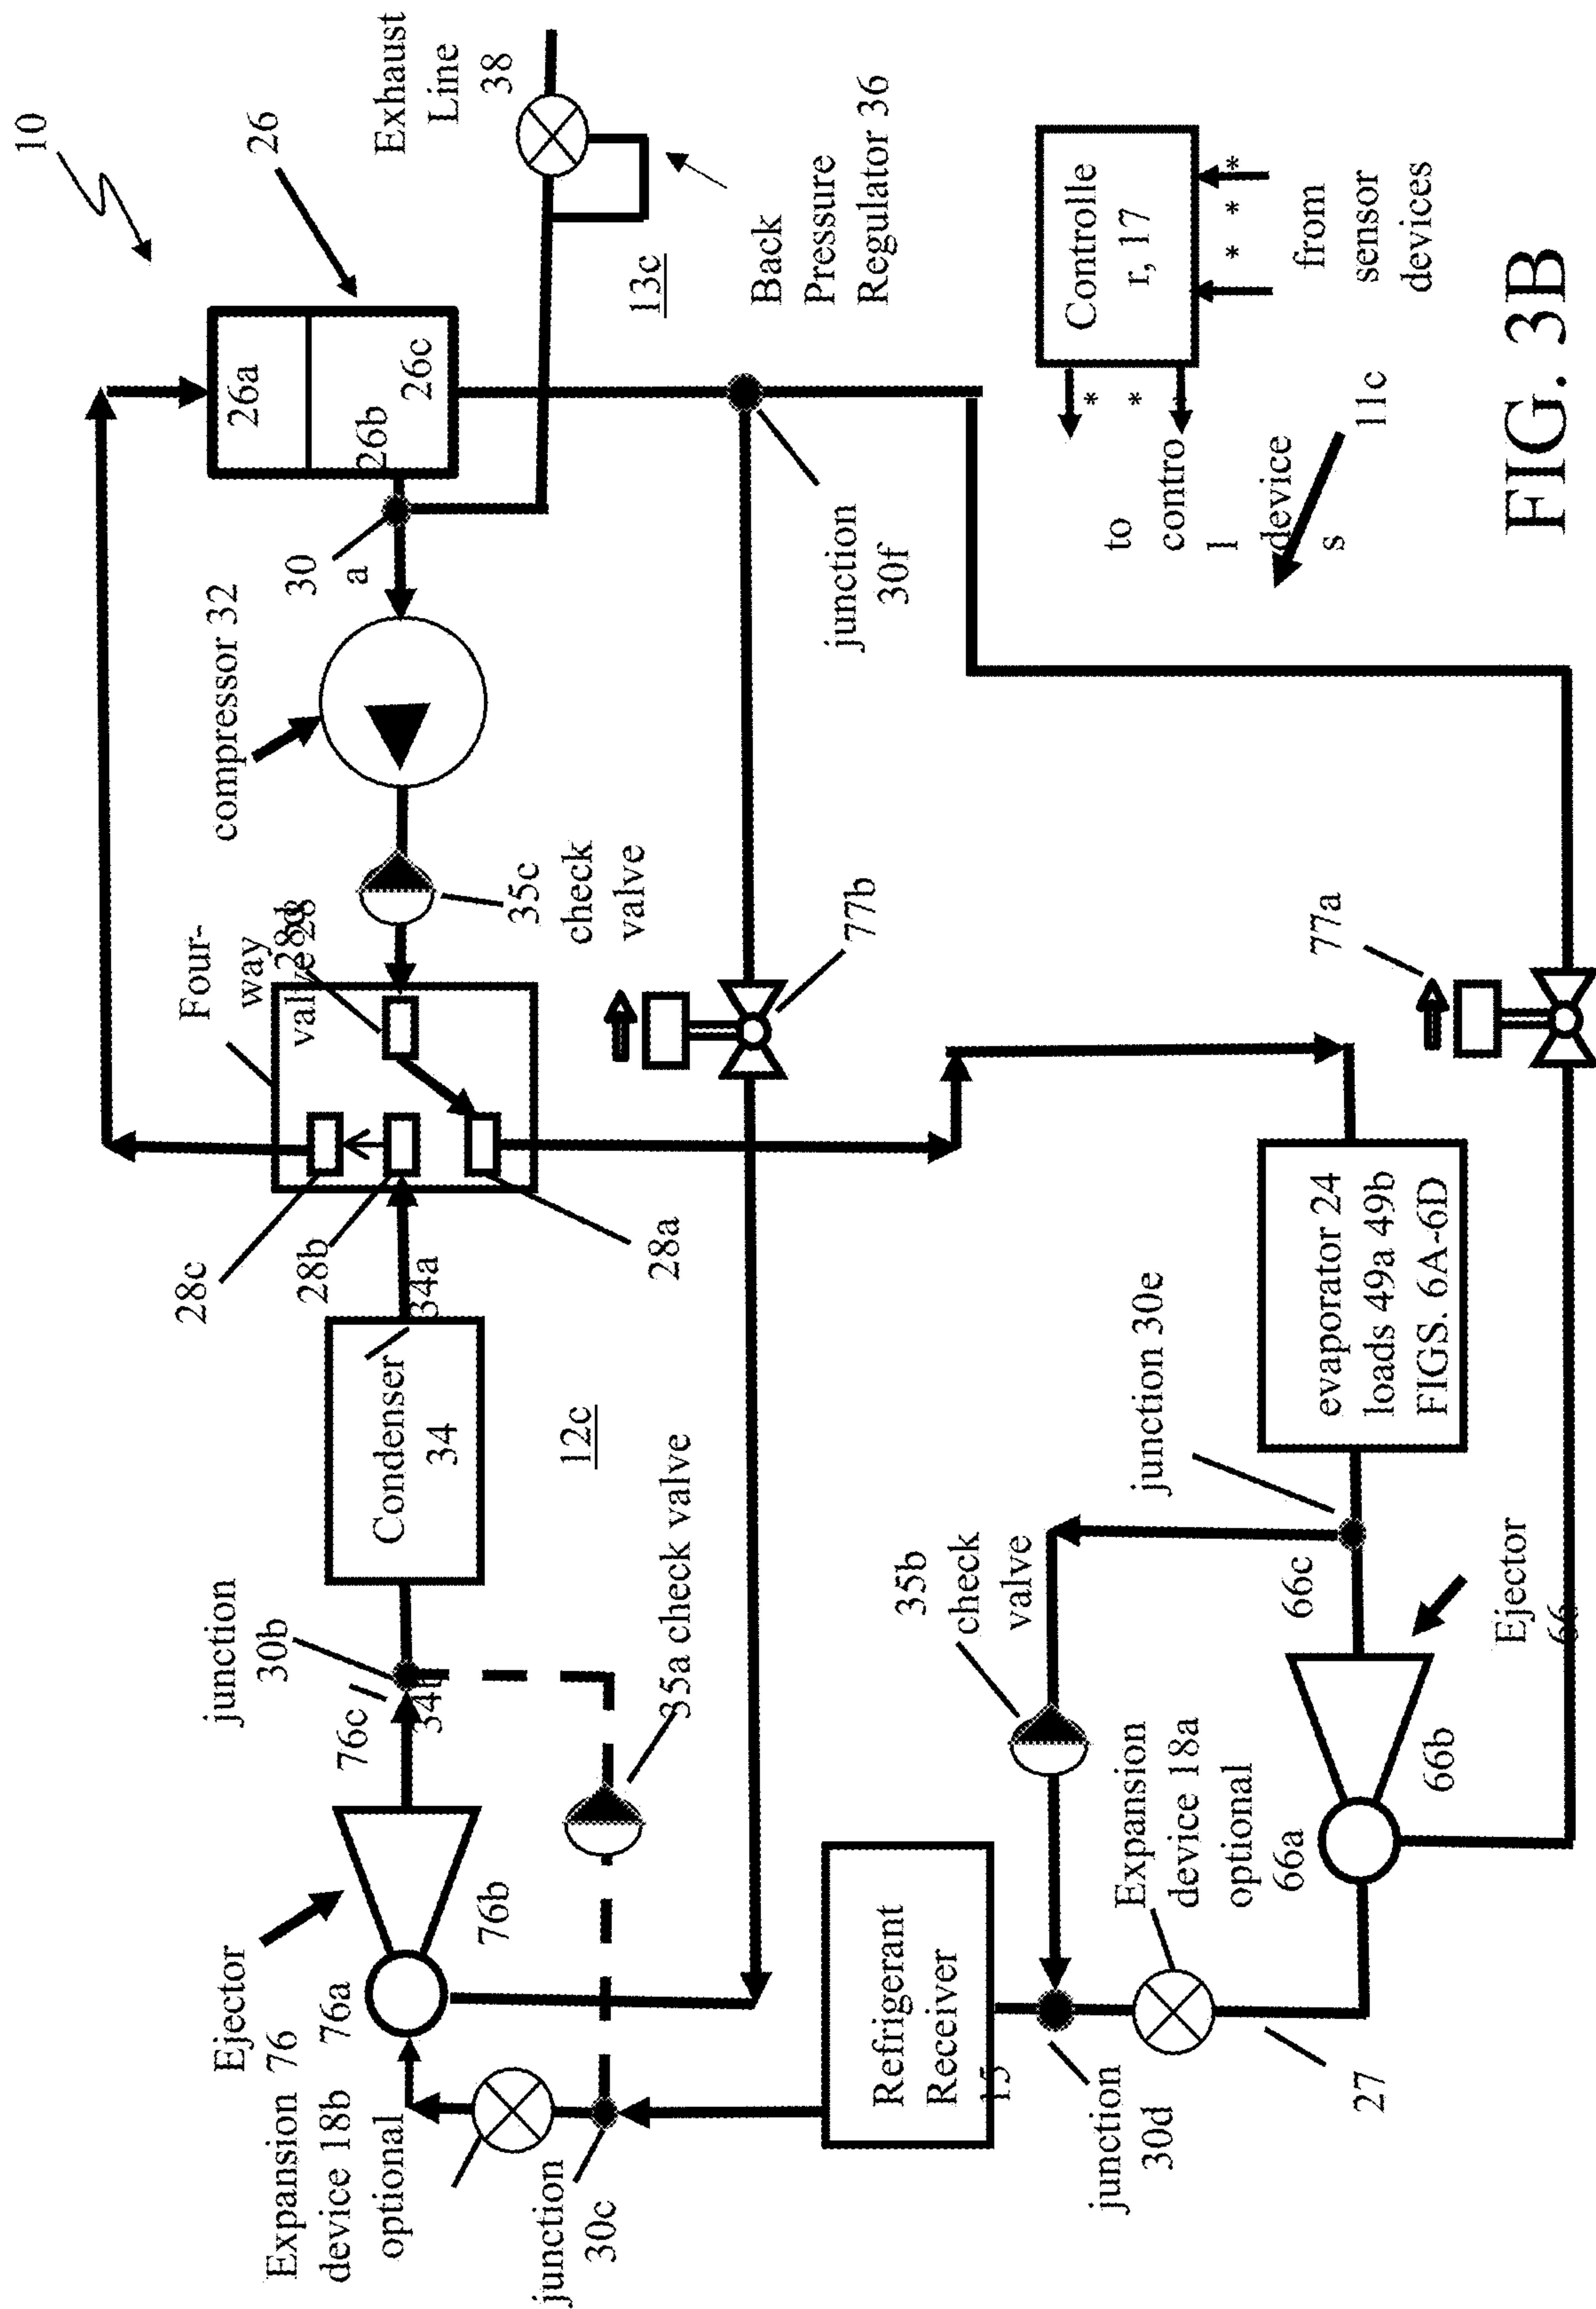 10
26
Exhaust
Line
38
26a
26b
26c
13c
Back
Pressure
Regulator 36
30
a
compressor 32
35c
check
valve
Four-
way
valve 28
28d
28c
28b
28a
34a
Condenser
34
12c
junction
30b
76c
34b
35a check valve
Ejector
76
76a
76b
Expansion
device 18b
optional
junction
30c
77b
junction
30f
Controlle
r, 17
*
*
*
*
*
from
sensor
devices
to
contro
l
device
s
11c
77a
evaporator 24
loads 49a 49b
FIGS. 6A-6D
junction 30e
35b
check
valve
66c
Ejector
66
66b
66a
Expansion
device 18a
optional
Refrigerant
Receiver
15
junction
30d
27
FIG. 3B